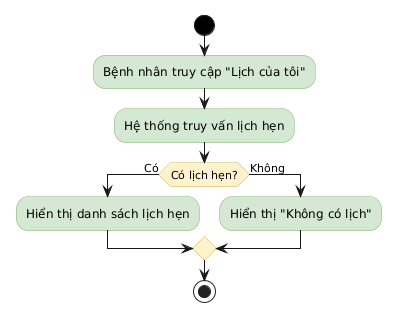 Bệnh nhân truy cập "Lịch của tôi"
Hệ thống truy vấn lịch hẹn
Có
Có lịch hẹn?
Không
Hiển thị danh sách lịch hẹn
Hiển thị "Không có lịch"